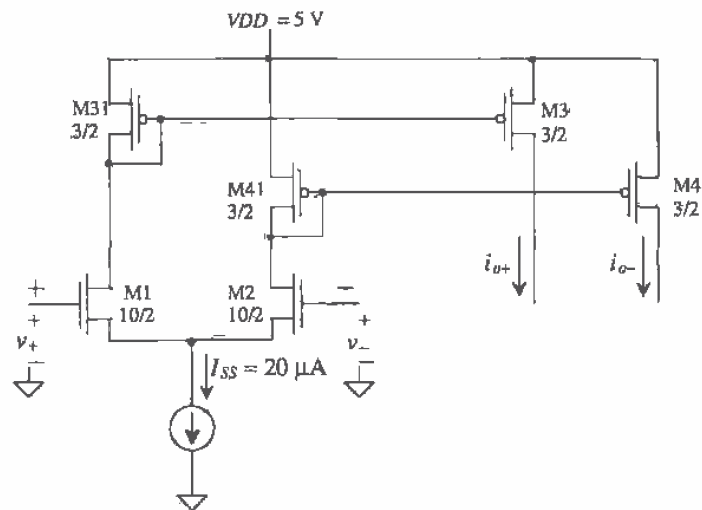 VDD = 5 V
M31
3/2
M3
3/2
M41
3/2
M4
3/2
i_o+
i_o−
M1
10/2
M2
10/2
+
+
v+
−
−
+
v−
−
I_SS = 20 µA